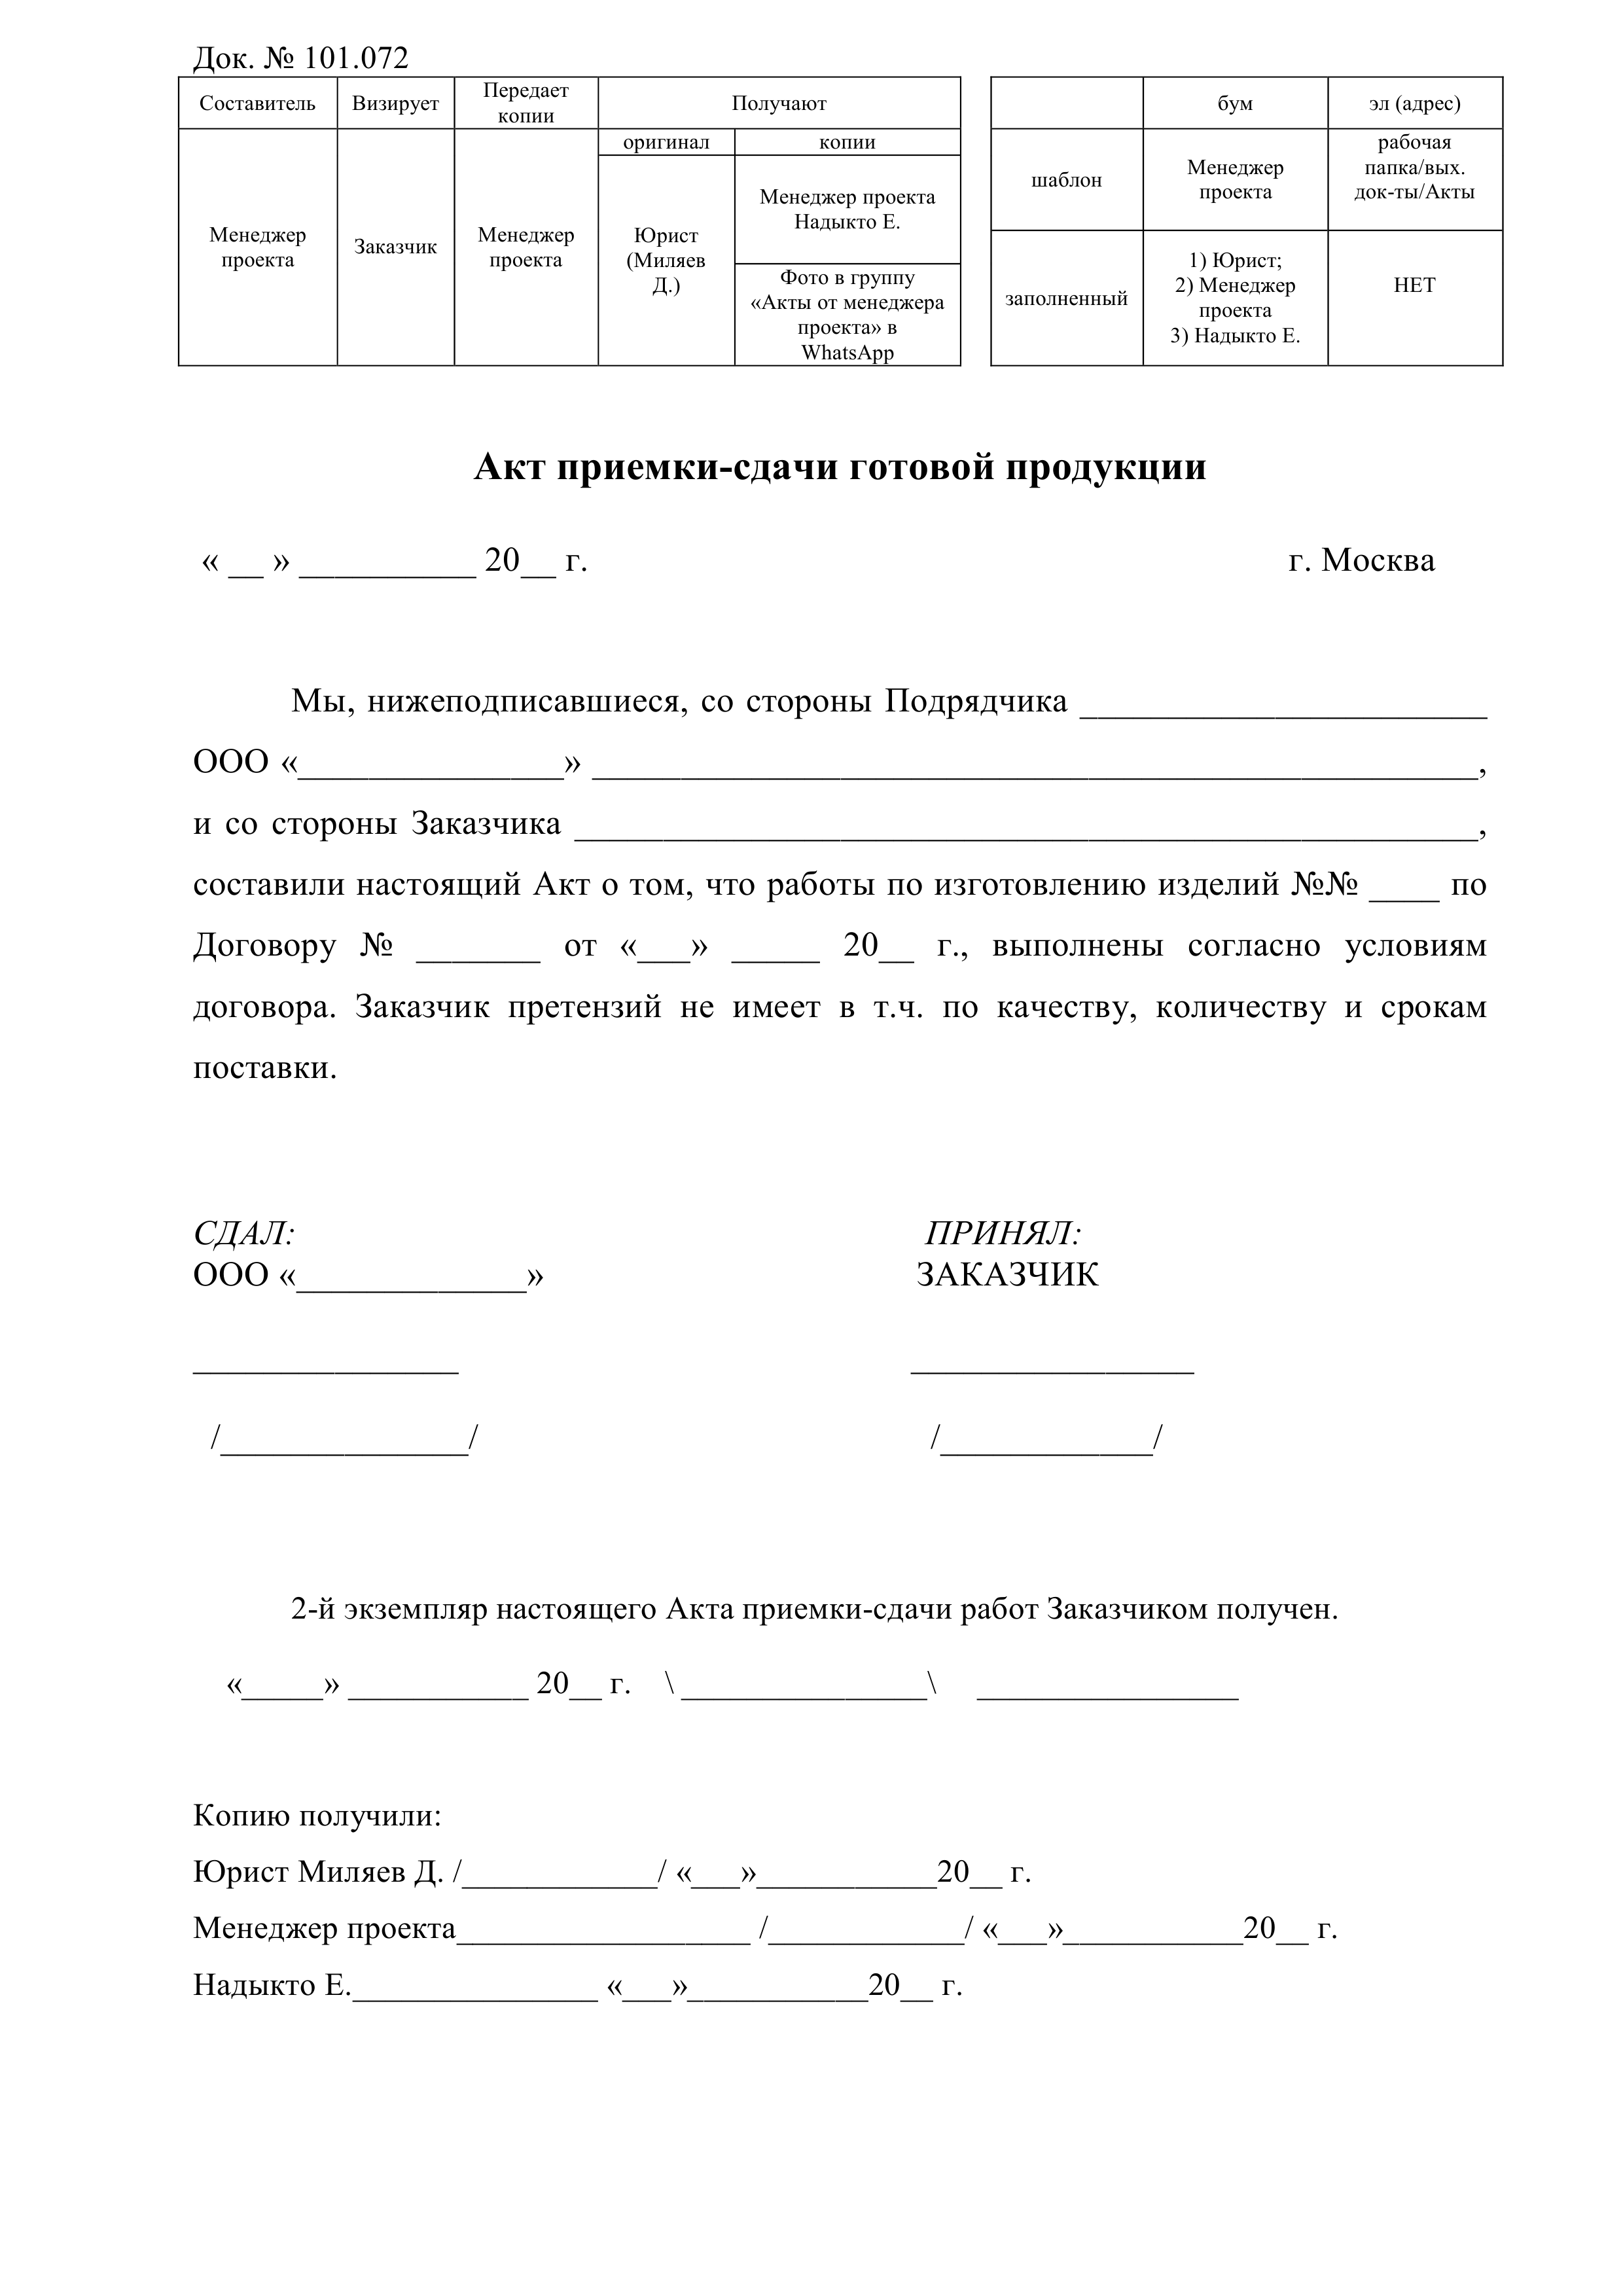 Док. № 101.072
Составитель Визирует Передает копии Получают
оригинал копии
Менеджер проекта
Заказчик
Менеджер проекта
Юрист
(Миляев
Д.)
Менеджер проекта
Надыкто Е.
Фото в группу
«Акты от менеджера
проекта» в
WhatsApp
бум эл (адрес)
шаблон
Менеджер
проекта
рабочая
папка/вых.
док-ты/Акты
заполненный
1) Юрист;
2) Менеджер
проекта
3) Надыкто Е.
НЕТ
Акт приемки-сдачи готовой продукции
« __ » __________ 20__ г. г. Москва
Мы, нижеподписавшиеся, со стороны Подрядчика _______________________
ООО «_______________» __________________________________________________,
и со стороны Заказчика ___________________________________________________,
составили настоящий Акт о том, что работы по изготовлению изделий №№ ____ по
Договору № _______ от «___» _____ 20__ г., выполнены согласно условиям
договора. Заказчик претензий не имеет в т.ч. по качеству, количеству и срокам
поставки.
СДАЛ: ПРИНЯЛ:
ООО «_____________» ЗАКАЗЧИК
_______________ ________________
/______________/ /____________/
2-й экземпляр настоящего Акта приемки-сдачи работ Заказчиком получен.
«_____» ___________ 20__ г. \ _______________\ ________________
Копию получили:
Юрист Миляев Д. /____________/ «___»___________20__ г.
Менеджер проекта__________________ /____________/ «___»___________20__ г.
Надыкто Е._______________ «___»___________20__ г.